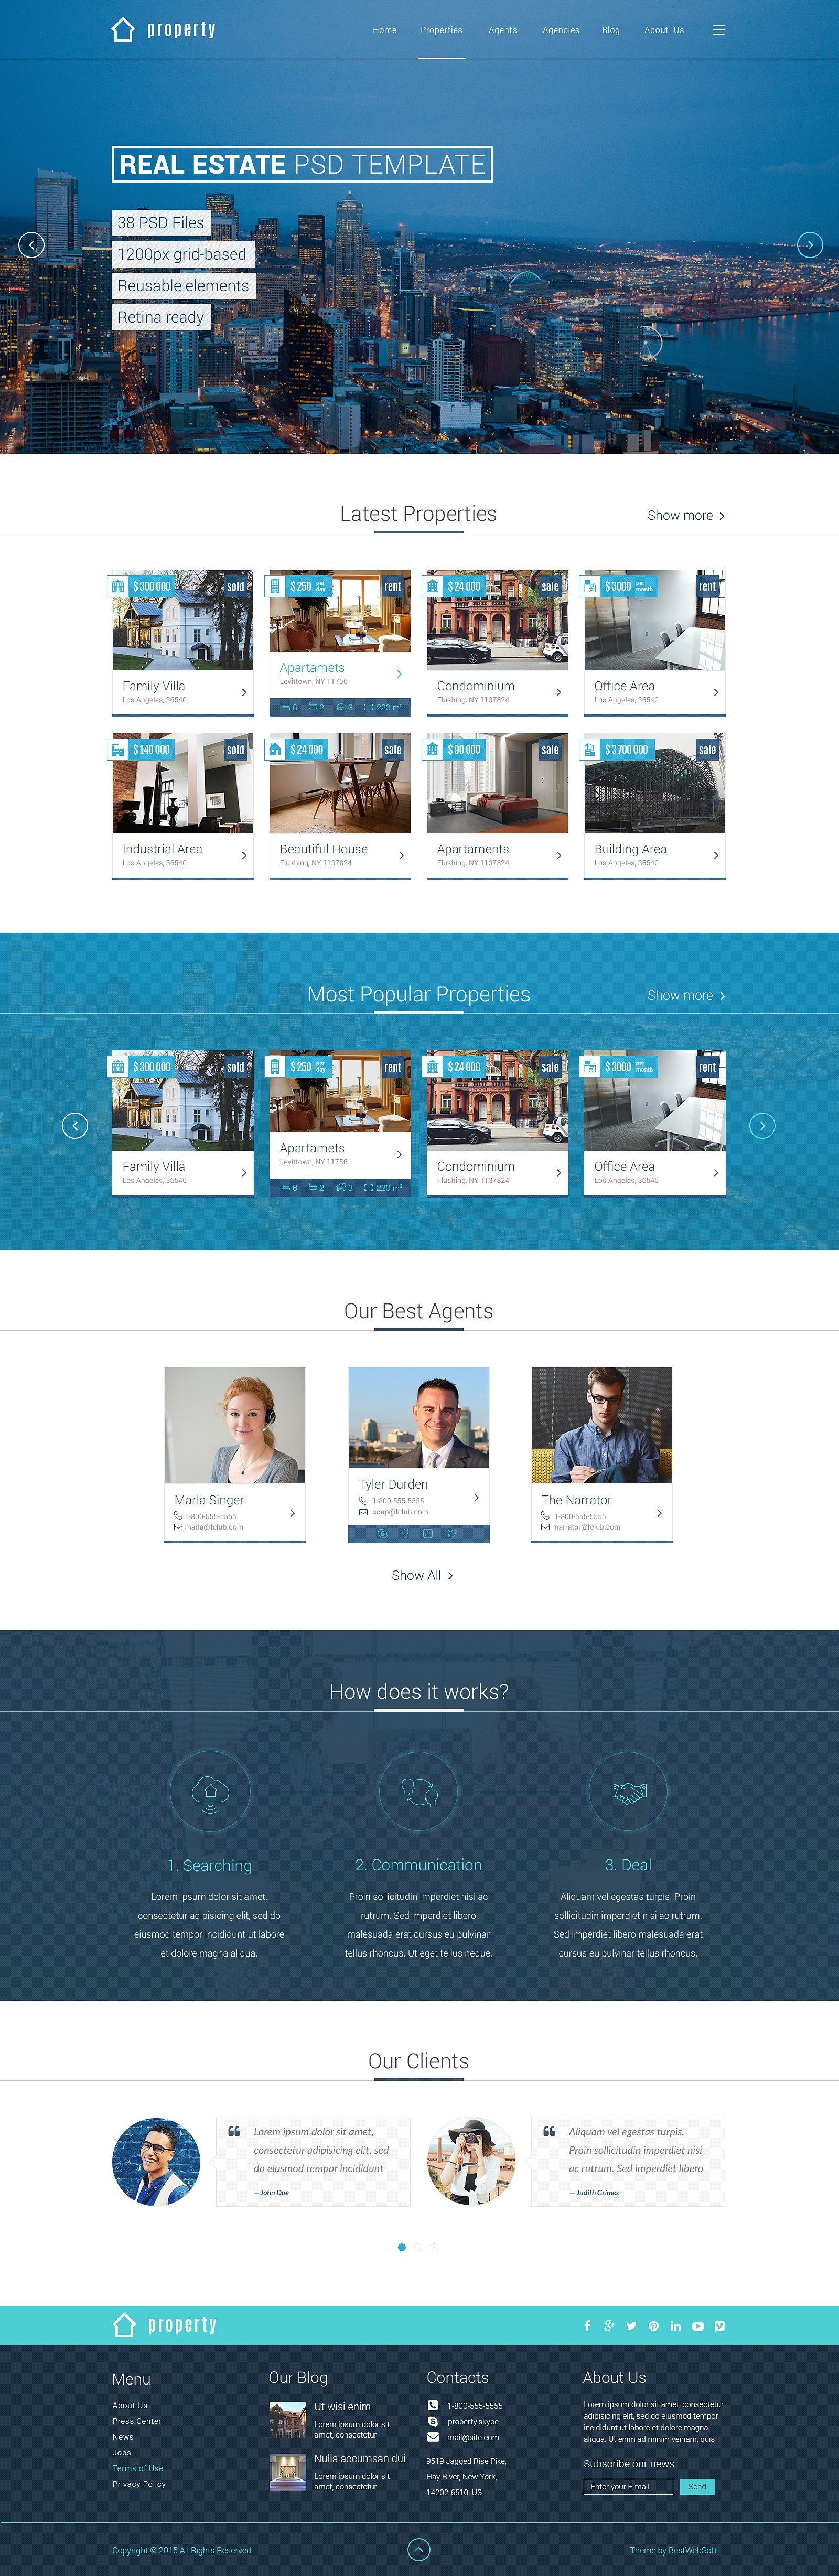 property
Home Properties Agents Agencies Blog About Us
REAL ESTATE PSD TEMPLATE
38 PSD Files
1200px grid-based
Reusable elements
Retina ready
Latest Properties
Show more
$ 300 000 sold
Family Villa
Los Angeles, 36540
$ 250 per day rent
Apartamets
Levittown, NY 11756
6 2 3 220 m²
$ 24 000 sale
Condominium
Flushing, NY 1137824
$ 3000 per month rent
Office Area
Los Angeles, 36540
$ 140 000 sold
Industrial Area
Los Angeles, 36540
$ 24 000 sale
Beautiful House
Flushing, NY 1137824
$ 90 000 sale
Apartaments
Flushing, NY 1137824
$ 3 700 000 sale
Building Area
Los Angeles, 36540
Most Popular Properties
Show more
$ 300 000 sold
Family Villa
Los Angeles, 36540
$ 250 per day rent
Apartamets
Levittown, NY 11756
6 2 3 220 m²
$ 24 000 sale
Condominium
Flushing, NY 1137824
$ 3000 per month rent
Office Area
Los Angeles, 36540
Our Best Agents
Marla Singer
1-800-555-5555
marla@fclub.com
Tyler Durden
1-800-555-5555
soap@fclub.com
The Narrator
1-800-555-5555
narrator@fclub.com
Show All
How does it works?
1. Searching
Lorem ipsum dolor sit amet,
consectetur adipisicing elit, sed do
eiusmod tempor incididunt ut labore
et dolore magna aliqua.
2. Communication
Proin sollicitudin imperdiet nisi ac
rutrum. Sed imperdiet libero
malesuada erat cursus eu pulvinar
tellus rhoncus. Ut eget tellus neque,
3. Deal
Aliquam vel egestas turpis. Proin
sollicitudin imperdiet nisi ac rutrum.
Sed imperdiet libero malesuada erat
cursus eu pulvinar tellus rhoncus.
Our Clients
“ Lorem ipsum dolor sit amet,
consectetur adipisicing elit, sed
do eiusmod tempor incididunt
— John Doe
“ Aliquam vel egestas turpis.
Proin sollicitudin imperdiet nisi
ac rutrum. Sed imperdiet libero
— Judith Grimes
property
Menu
About Us
Press Center
News
Jobs
Terms of Use
Privacy Policy
Our Blog
Ut wisi enim
Lorem ipsum dolor sit
amet, consectetur
Nulla accumsan dui
Lorem ipsum dolor sit
amet, consectetur
Contacts
1-800-555-5555
property.skype
mail@site.com
9519 Jagged Rise Pike,
Hay River, New York,
14202-6510, US
About Us
Lorem ipsum dolor sit amet, consectetur
adipisicing elit, sed do eiusmod tempor
incididunt ut labore et dolore magna
aliqua. Ut enim ad minim veniam, quis
Subscribe our news
Enter your E-mail Send
Copyright © 2015 All Rights Reserved
Theme by BestWebSoft